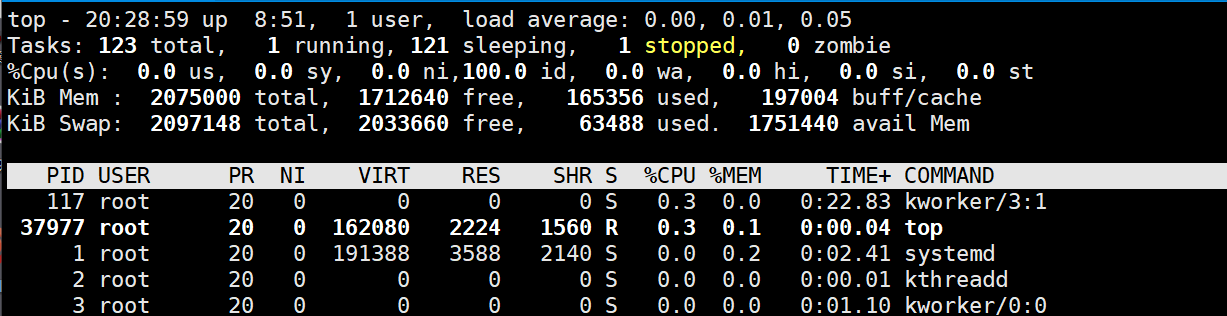 top - 20:28:59 up  8:51,  1 user,  load average: 0.00, 0.01, 0.05
Tasks: 123 total,   1 running, 121 sleeping,   1 stopped,   0 zombie
%Cpu(s):  0.0 us,  0.0 sy,  0.0 ni,100.0 id,  0.0 wa,  0.0 hi,  0.0 si,  0.0 st
KiB Mem :  2075000 total,  1712640 free,   165356 used,   197004 buff/cache
KiB Swap:  2097148 total,  2033660 free,    63488 used.  1751440 avail Mem
PID USER      PR  NI    VIRT    RES    SHR S  %CPU %MEM     TIME+ COMMAND
117 root      20   0       0      0      0 S   0.3  0.0   0:22.83 kworker/3:1
37977 root      20   0  162080   2224   1560 R   0.3  0.1   0:00.04 top
1 root      20   0  191388   3588   2140 S   0.0  0.2   0:02.41 systemd
2 root      20   0       0      0      0 S   0.0  0.0   0:00.01 kthreadd
3 root      20   0       0      0      0 S   0.0  0.0   0:01.10 kworker/0:0